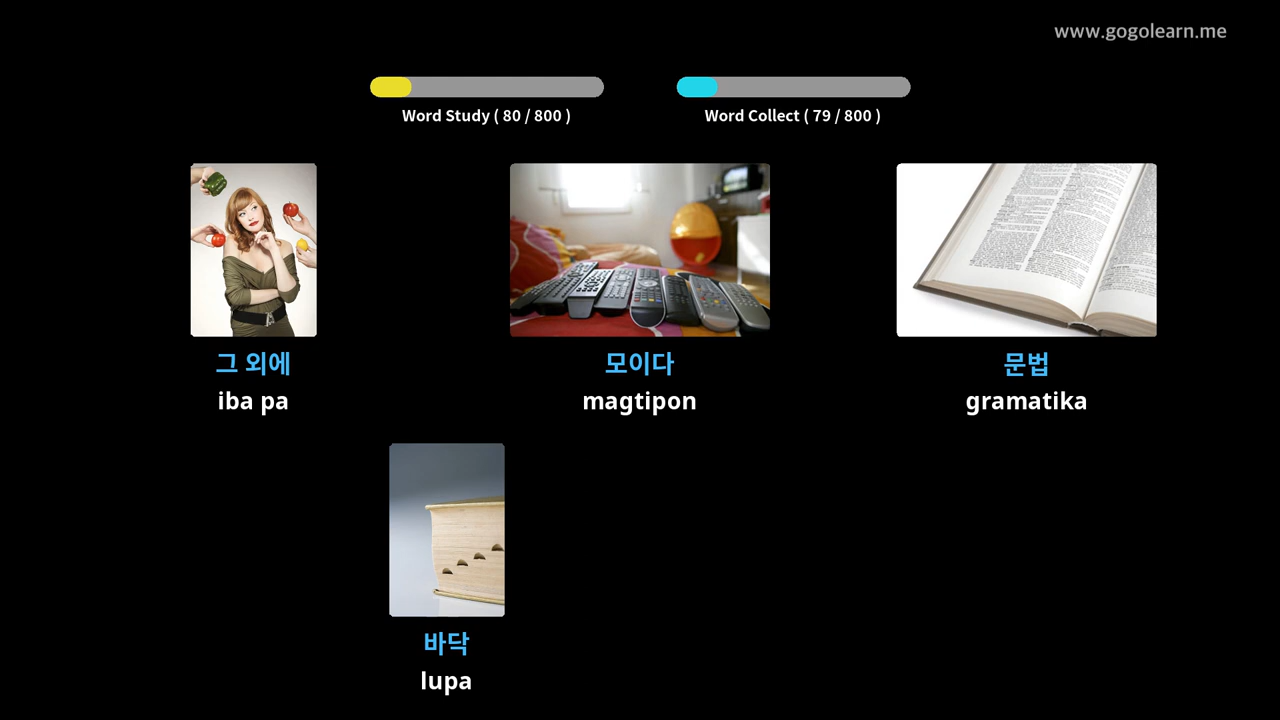 www.gogolearn.me
Word Study ( 80 / 800 )
Word Collect ( 79 / 800 )
그 외에
iba pa
모이다
magtipon
문법
gramatika
바닥
lupa